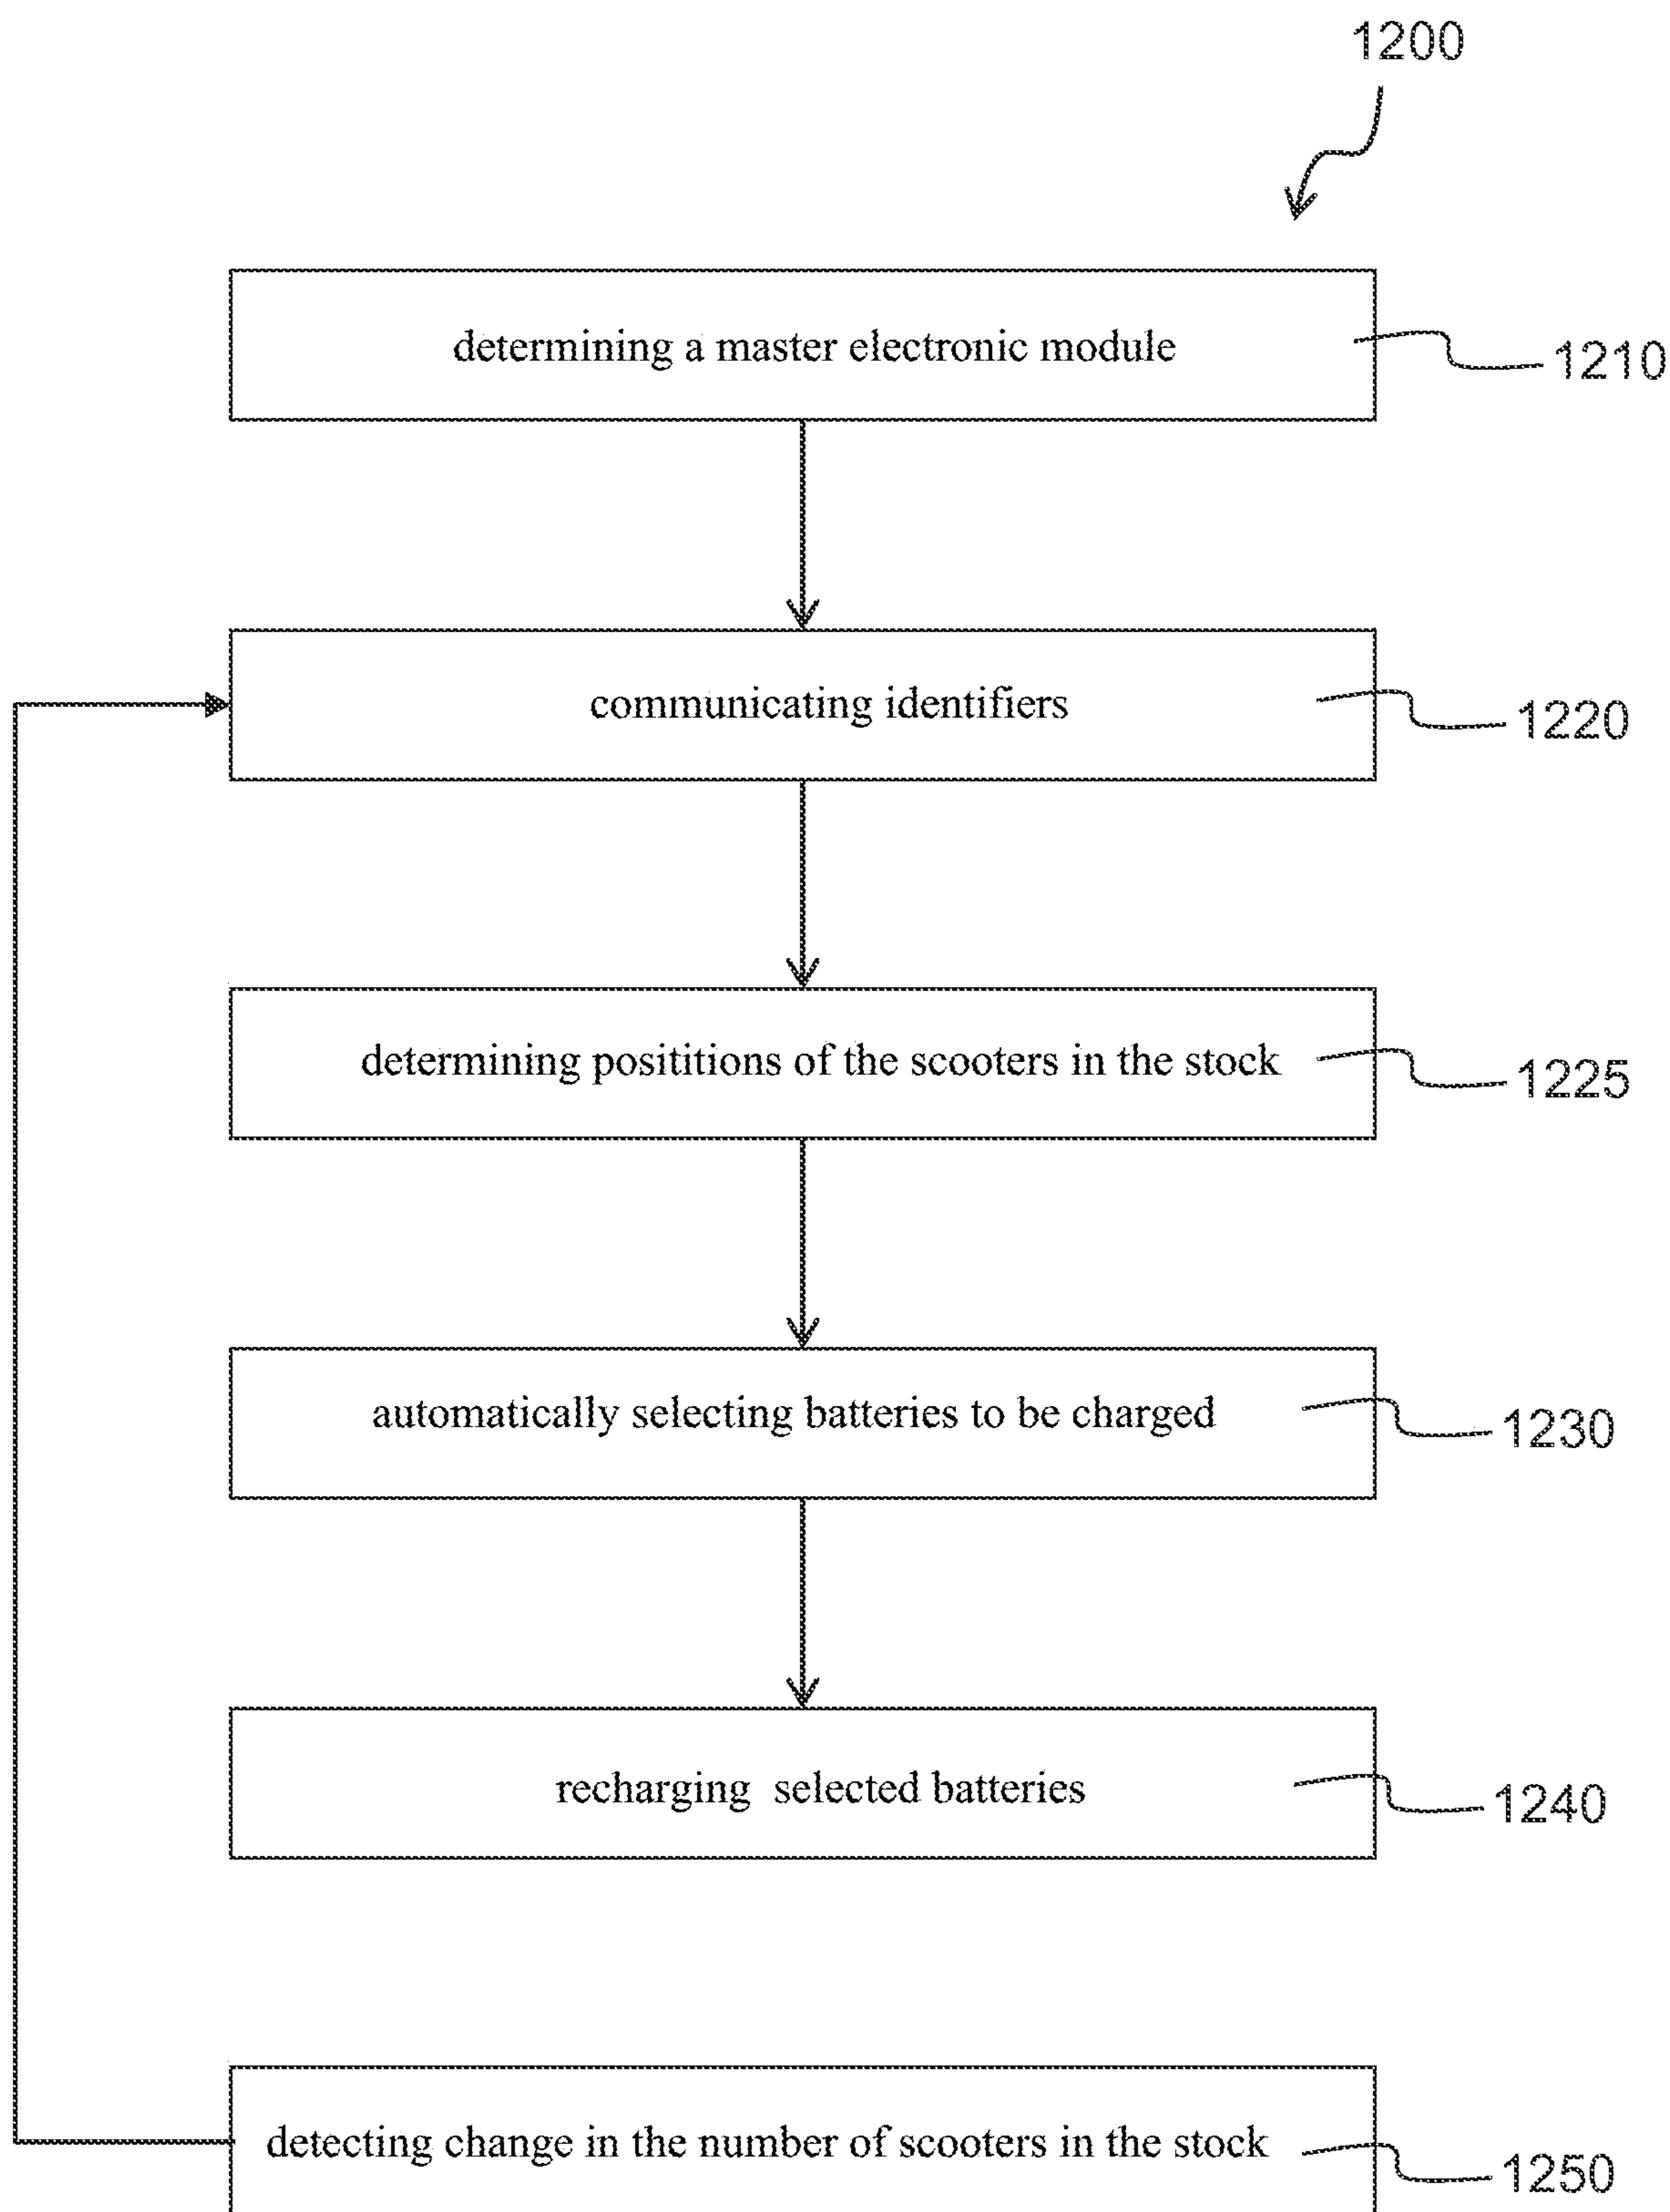 1200
determining a master electronic module
1210
communicating identifiers
1220
determining posititions of the scooters in the stock
1225
automatically selecting batteries to be charged
1230
recharging selected batteries
1240
detecting change in the number of scooters in the stock
1250